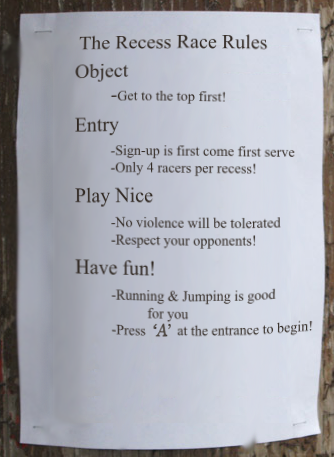 The Recess Race Rules
Object
-Get to the top first!
Entry
-Sign-up is first come first serve
-Only 4 racers per recess!
Play Nice
-No violence will be tolerated
-Respect your opponents!
Have fun!
-Running & Jumping is good
for you
-Press ‘A’ at the entrance to begin!